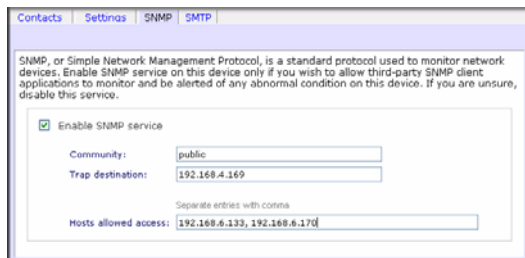 Contacts Settings SNMP SMTP
SNMP, or Simple Network Management Protocol, is a standard protocol used to monitor network
devices. Enable SNMP service on this device only if you wish to allow third-party SNMP client
applications to monitor and be alerted of any abnormal condition on this device. If you are unsure,
disable this service.
Enable SNMP service
Community: public
Trap destination: 192.168.4.169
Separate entries with comma
Hosts allowed access: 192.168.6.133, 192.168.6.170